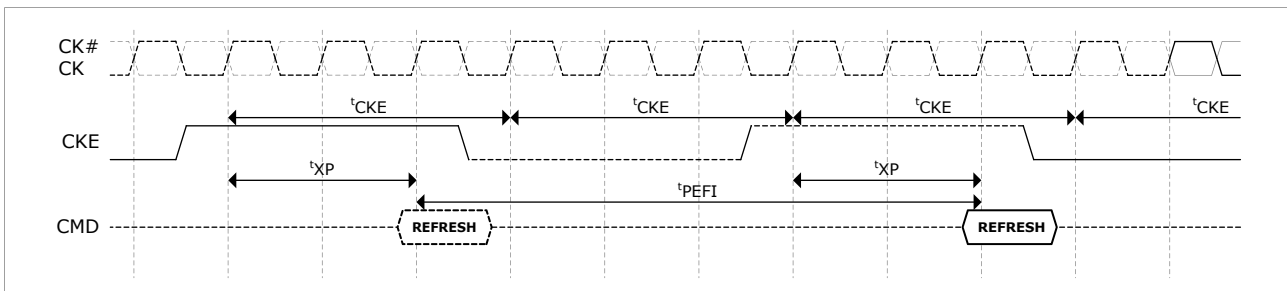 CK#
CK
tCKE tCKE tCKE tCKE
CKE
tXP tXP
tPEFI
CMD REFRESH REFRESH